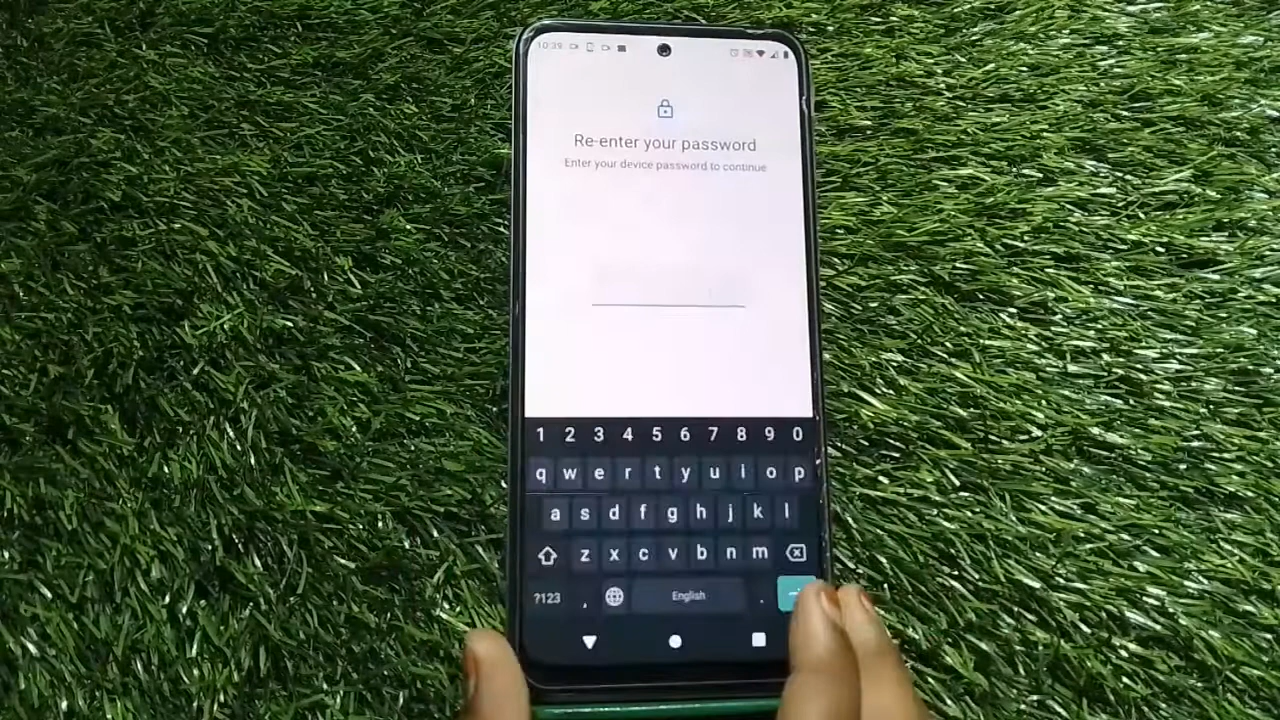 10:39
Re-enter your password
Enter your device password to continue
1 2 3 4 5 6 7 8 9 0
q w e r t y u i o p
a s d f g h j k l
z x c v b n m
?123 , English .